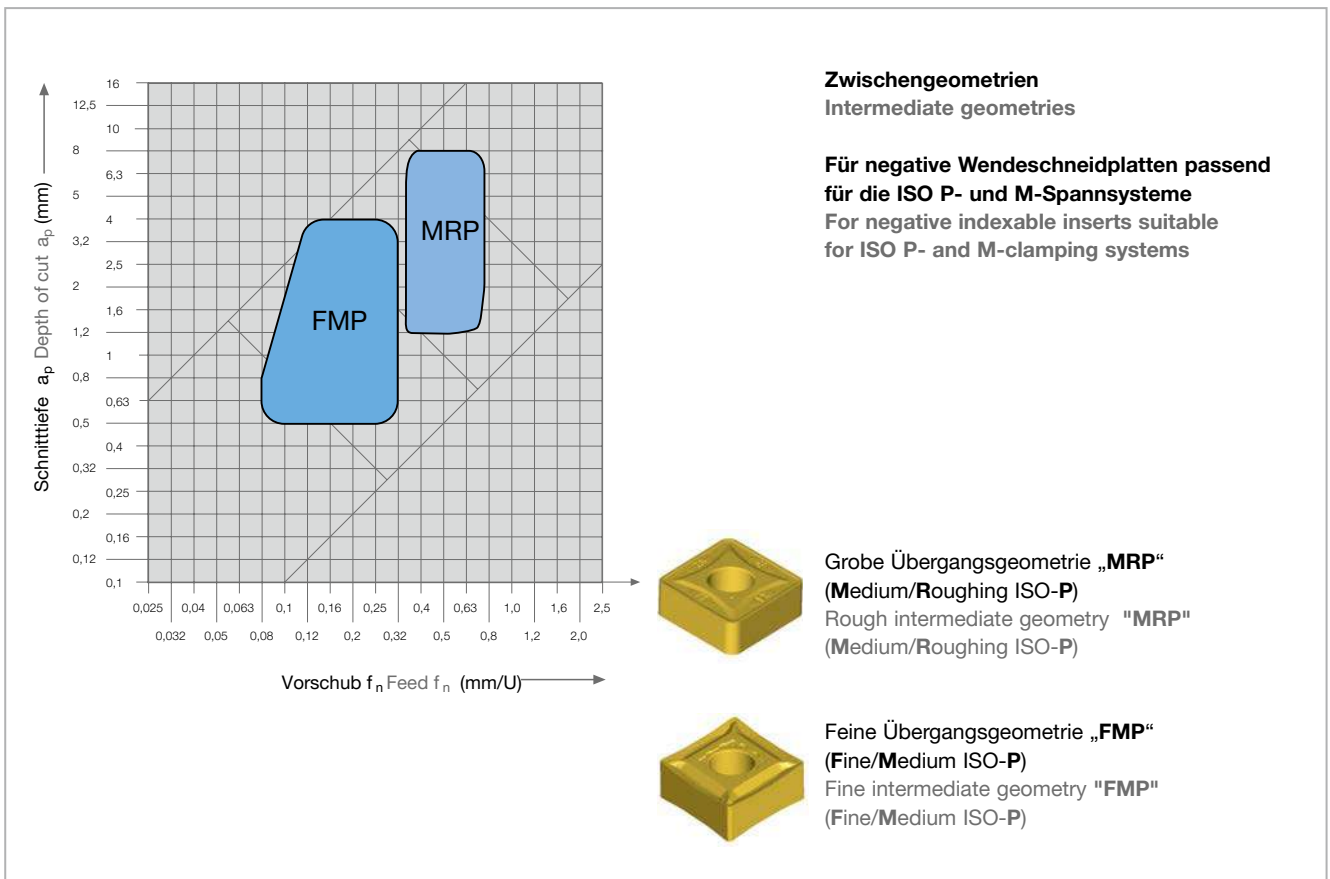 Zwischengeometrien
Intermediate geometries
Für negative Wendeschneidplatten passend
für die ISO P- und M-Spannsysteme
For negative indexable inserts suitable
for ISO P- and M-clamping systems
Schnitttiefe ap Depth of cut ap (mm)
16
12,5
10
8
6,3
5
4
3,2
2,5
2
1,6
1,2
1
0,8
0,63
0,5
0,4
0,32
0,25
0,2
0,16
0,12
0,1
MRP
FMP
0,025 0,04 0,063 0,1 0,16 0,25 0,4 0,63 1,0 1,6 2,5
0,032 0,05 0,08 0,12 0,2 0,32 0,5 0,8 1,2 2,0
Vorschub fn Feed fn (mm/U)
Grobe Übergangsgeometrie „MRP“
(Medium/Roughing ISO-P)
Rough intermediate geometry "MRP"
(Medium/Roughing ISO-P)
Feine Übergangsgeometrie „FMP“
(Fine/Medium ISO-P)
Fine intermediate geometry "FMP"
(Fine/Medium ISO-P)